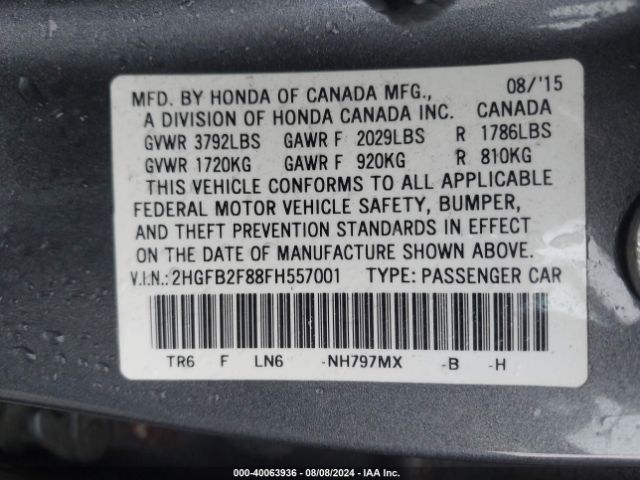 MFD. BY HONDA OF CANADA MFG., 08/'15
A DIVISION OF HONDA CANADA INC. CANADA
GVWR 3792LBS GAWR F 2029LBS R 1786LBS
GVWR 1720KG GAWR F 920KG R 810KG
THIS VEHICLE CONFORMS TO ALL APPLICABLE
FEDERAL MOTOR VEHICLE SAFETY, BUMPER,
AND THEFT PREVENTION STANDARDS IN EFFECT
ON THE DATE OF MANUFACTURE SHOWN ABOVE.
V.I.N.: 2HGFB2F88FH557001 TYPE: PASSENGER CAR
TR6 F LN6 -NH797MX -B -H
000-40063936 - 08/08/2024 - IAA Inc.